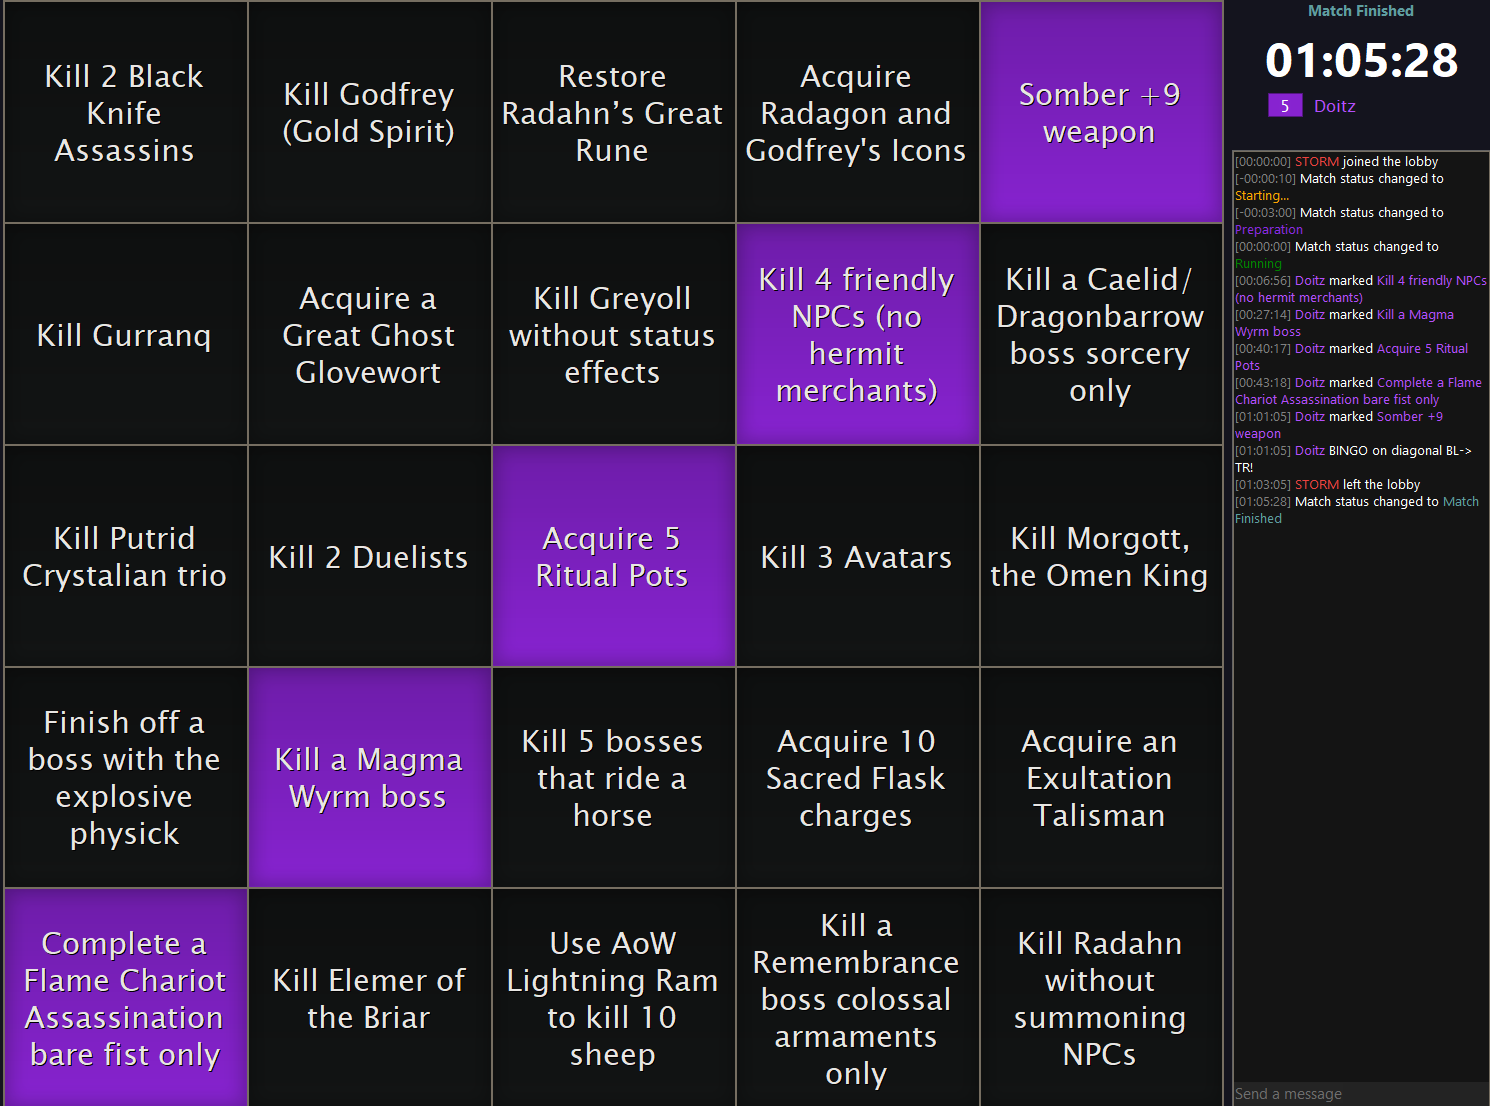 Kill 2 Black
Knife
Assassins
Kill Godfrey
(Gold Spirit)
Restore
Radahn’s Great
Rune
Acquire
Radagon and
Godfrey's Icons
Somber +9
weapon
Kill Gurranq
Acquire a
Great Ghost
Glovewort
Kill Greyoll
without status
effects
Kill 4 friendly
NPCs (no
hermit
merchants)
Kill a Caelid/
Dragonbarrow
boss sorcery
only
Kill Putrid
Crystalian trio
Kill 2 Duelists
Acquire 5
Ritual Pots
Kill 3 Avatars
Kill Morgott,
the Omen King
Finish off a
boss with the
explosive
physick
Kill a Magma
Wyrm boss
Kill 5 bosses
that ride a
horse
Acquire 10
Sacred Flask
charges
Acquire an
Exultation
Talisman
Complete a
Flame Chariot
Assassination
bare fist only
Kill Elemer of
the Briar
Use AoW
Lightning Ram
to kill 10
sheep
Kill a
Remembrance
boss colossal
armaments
only
Kill Radahn
without
summoning
NPCs
Match Finished
01:05:28
5 Doitz
[00:00:00] STORM joined the lobby
[-00:00:10] Match status changed to
Starting...
[-00:03:00] Match status changed to
Preparation
[00:00:00] Match status changed to
Running
[00:06:56] Doitz marked Kill 4 friendly NPCs
(no hermit merchants)
[00:27:14] Doitz marked Kill a Magma
Wyrm boss
[00:40:17] Doitz marked Acquire 5 Ritual
Pots
[00:43:18] Doitz marked Complete a Flame
Chariot Assassination bare fist only
[01:01:05] Doitz marked Somber +9
weapon
[01:01:05] Doitz BINGO on diagonal BL->
TR!
[01:03:05] STORM left the lobby
[01:05:28] Match status changed to Match
Finished
Send a message